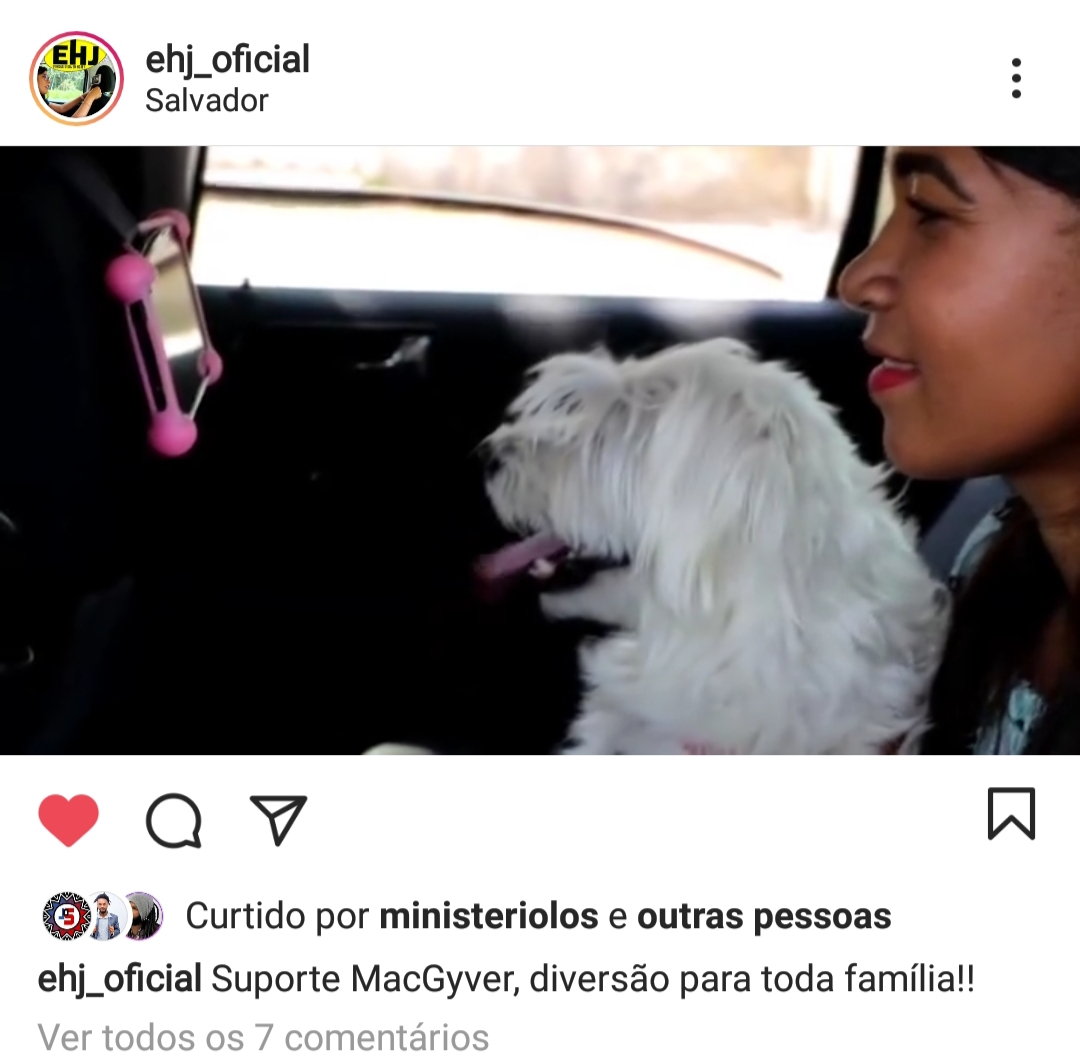 EHJ
ehj_oficial
Salvador
Curtido por ministeriolos e outras pessoas
ehj_oficial Suporte MacGyver, diversão para toda família!!
Ver todos os 7 comentários